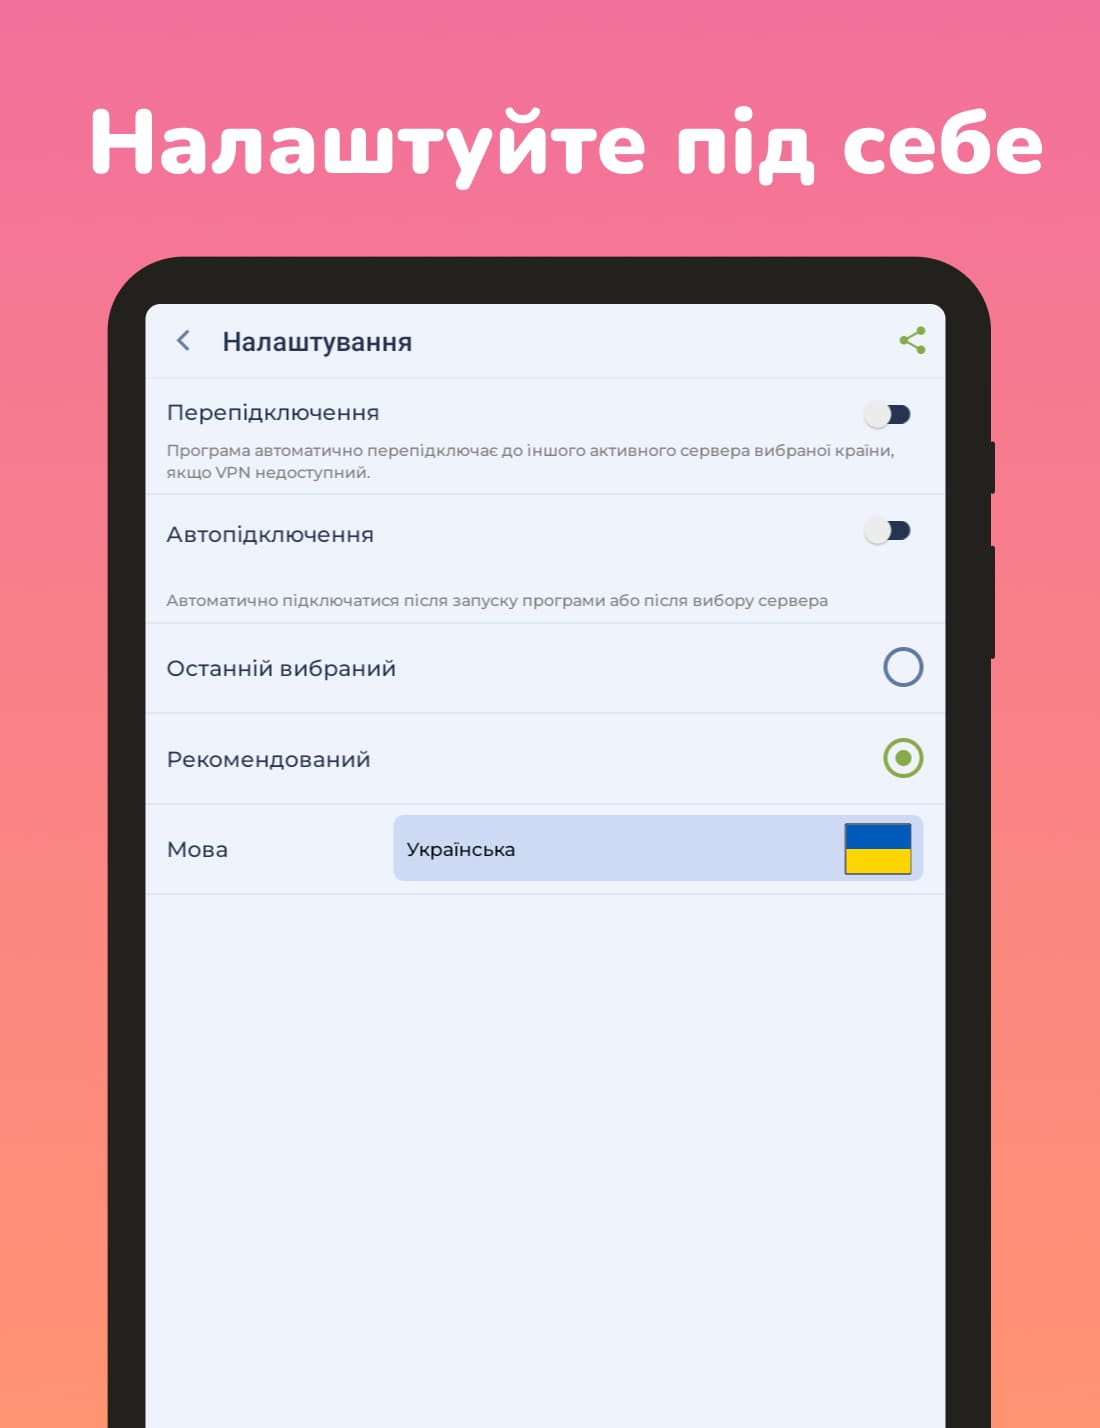 Налаштуйте під себе
Налаштування
Перепідключення
Програма автоматично перепідключає до іншого активного сервера вибраної країни,
якщо VPN недоступний.
Автопідключення
Автоматично підключатися після запуску програми або після вибору сервера
Останній вибраний
Рекомендований
Мова
Українська